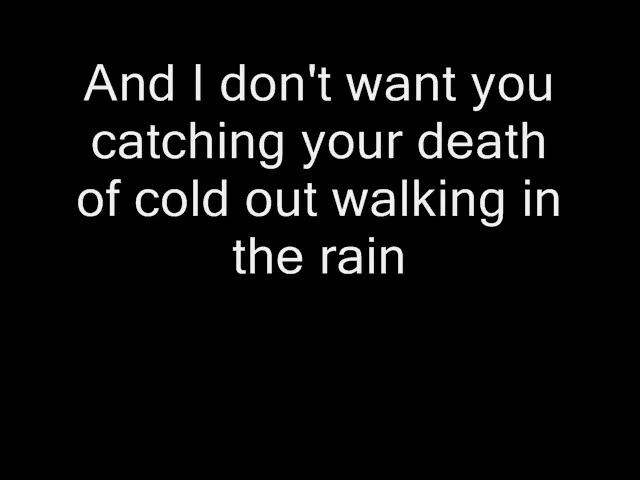 And I don't want you
catching your death
of cold out walking in
the rain